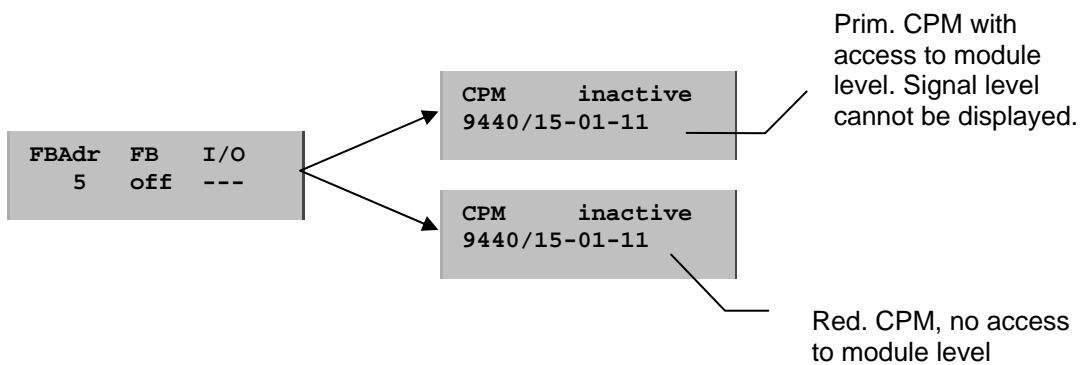 Prim. CPM with
access to module
level. Signal level
cannot be displayed.
CPM inactive
9440/15-01-11
FBAdr FB I/O
5 off ---
CPM inactive
9440/15-01-11
Red. CPM, no access
to module level